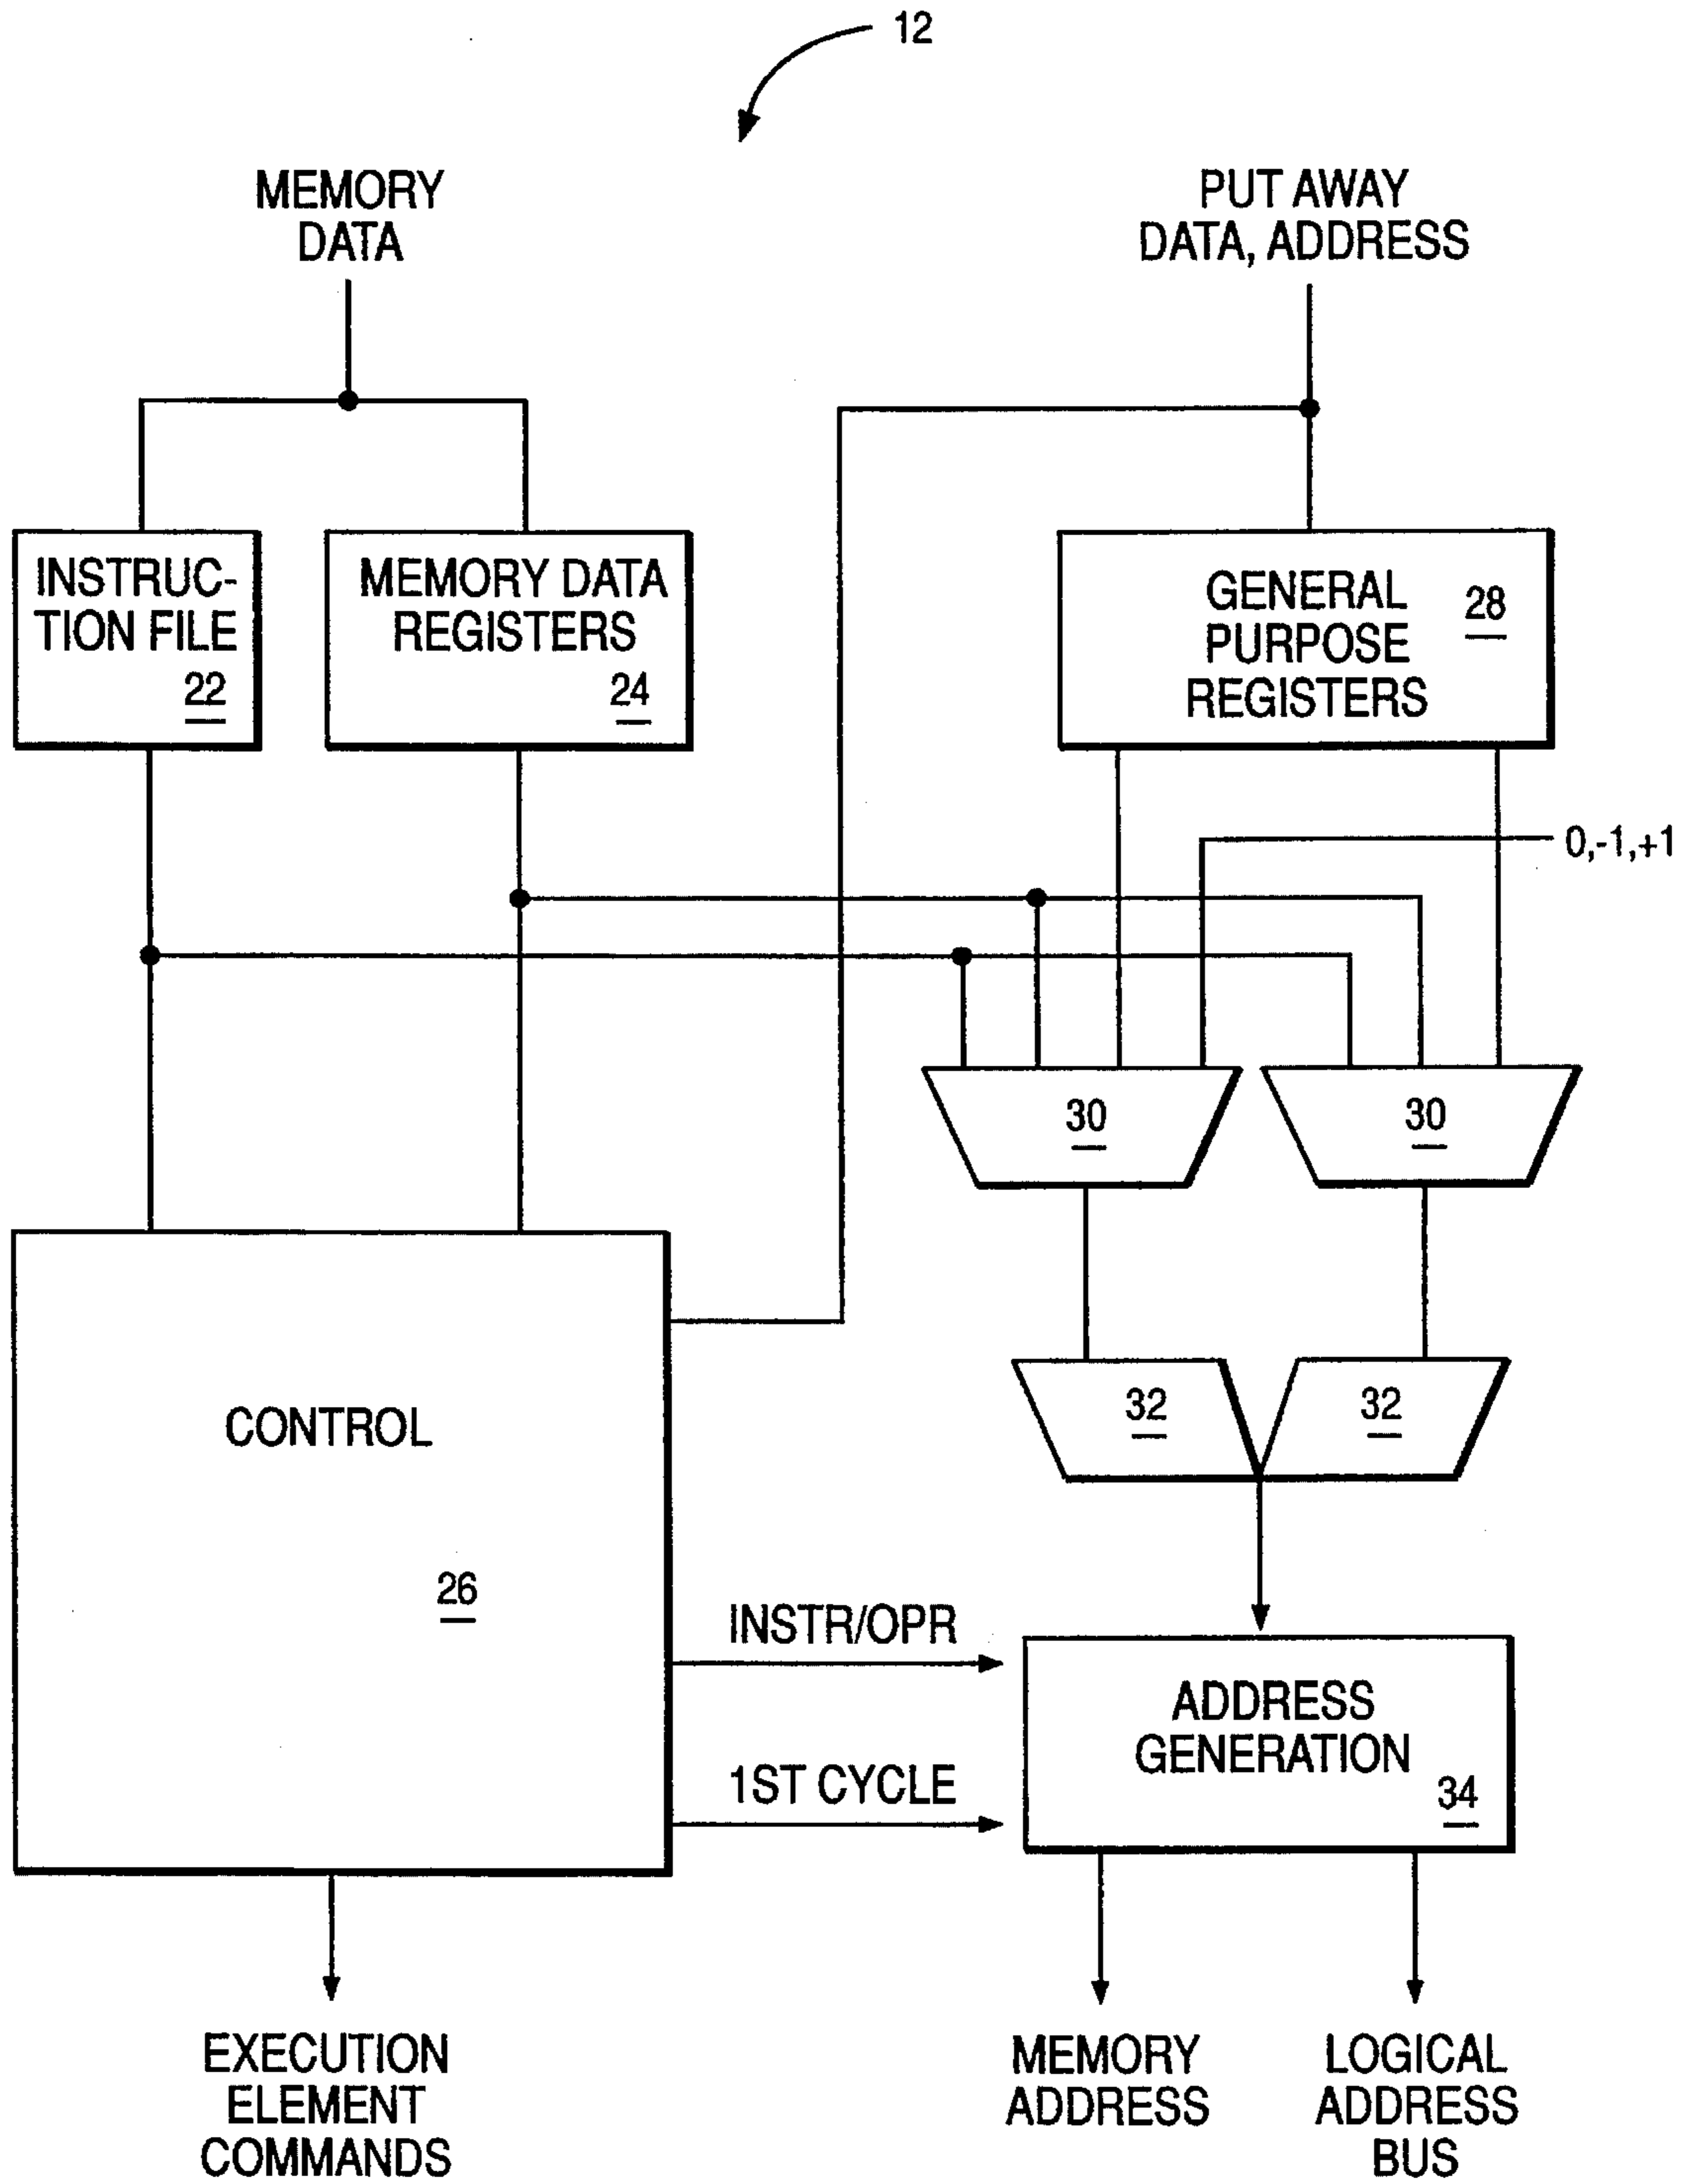 12
MEMORY
DATA
PUT AWAY
DATA, ADDRESS
INSTRUC-
TION FILE
22
MEMORY DATA
REGISTERS
24
GENERAL
PURPOSE
REGISTERS
28
0,-1,+1
30
30
32
32
CONTROL
26
INSTR/OPR
1ST CYCLE
ADDRESS
GENERATION
34
EXECUTION
ELEMENT
COMMANDS
MEMORY
ADDRESS
LOGICAL
ADDRESS
BUS